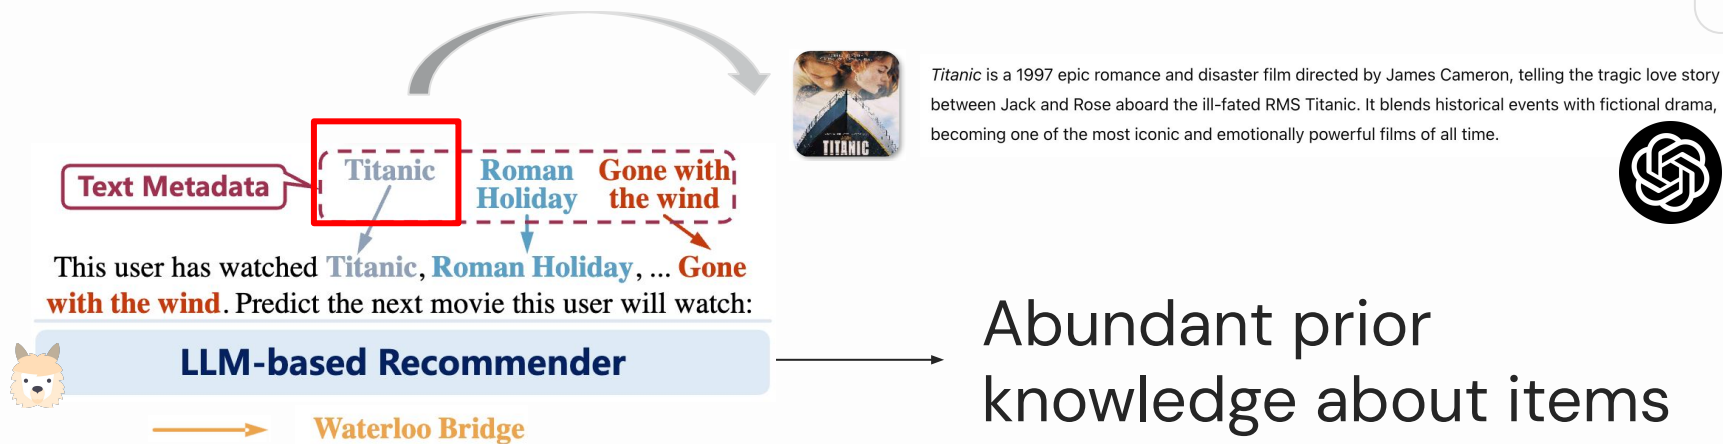 Titanic is a 1997 epic romance and disaster film directed by James Cameron, telling the tragic love story
between Jack and Rose aboard the ill-fated RMS Titanic. It blends historical events with fictional drama,
becoming one of the most iconic and emotionally powerful films of all time.
TITANIC
Text Metadata
Titanic
Roman
Holiday
Gone with
the wind
This user has watched Titanic, Roman Holiday, ... Gone
with the wind. Predict the next movie this user will watch:
LLM-based Recommender
Waterloo Bridge
Abundant prior
knowledge about items